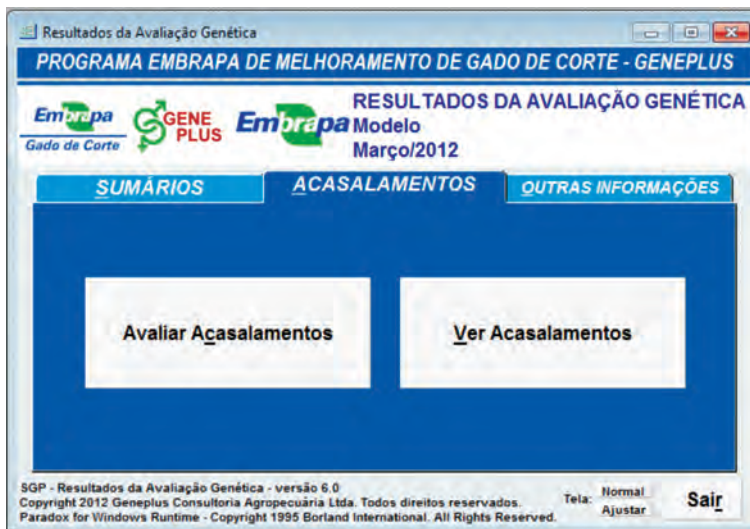 Resultados da Avaliação Genética
PROGRAMA EMBRAPA DE MELHORAMENTO DE GADO DE CORTE - GENEPLUS
Embrapa
Gado de Corte
GENE
PLUS
Embrapa
RESULTADOS DA AVALIAÇÃO GENÉTICA
Modelo
Março/2012
SUMÁRIOS
ACASALAMENTOS
OUTRAS INFORMAÇÕES
Avaliar Acasalamentos
Ver Acasalamentos
SGP - Resultados da Avaliação Genética - versão 6.0
Copyright 2012 Geneplus Consultoria Agropecuária Ltda. Todos direitos reservados.
Paradox for Windows Runtime - Copyright 1995 Borland International. All Rights Reserved.
Tela:
Normal
Ajustar
Sair